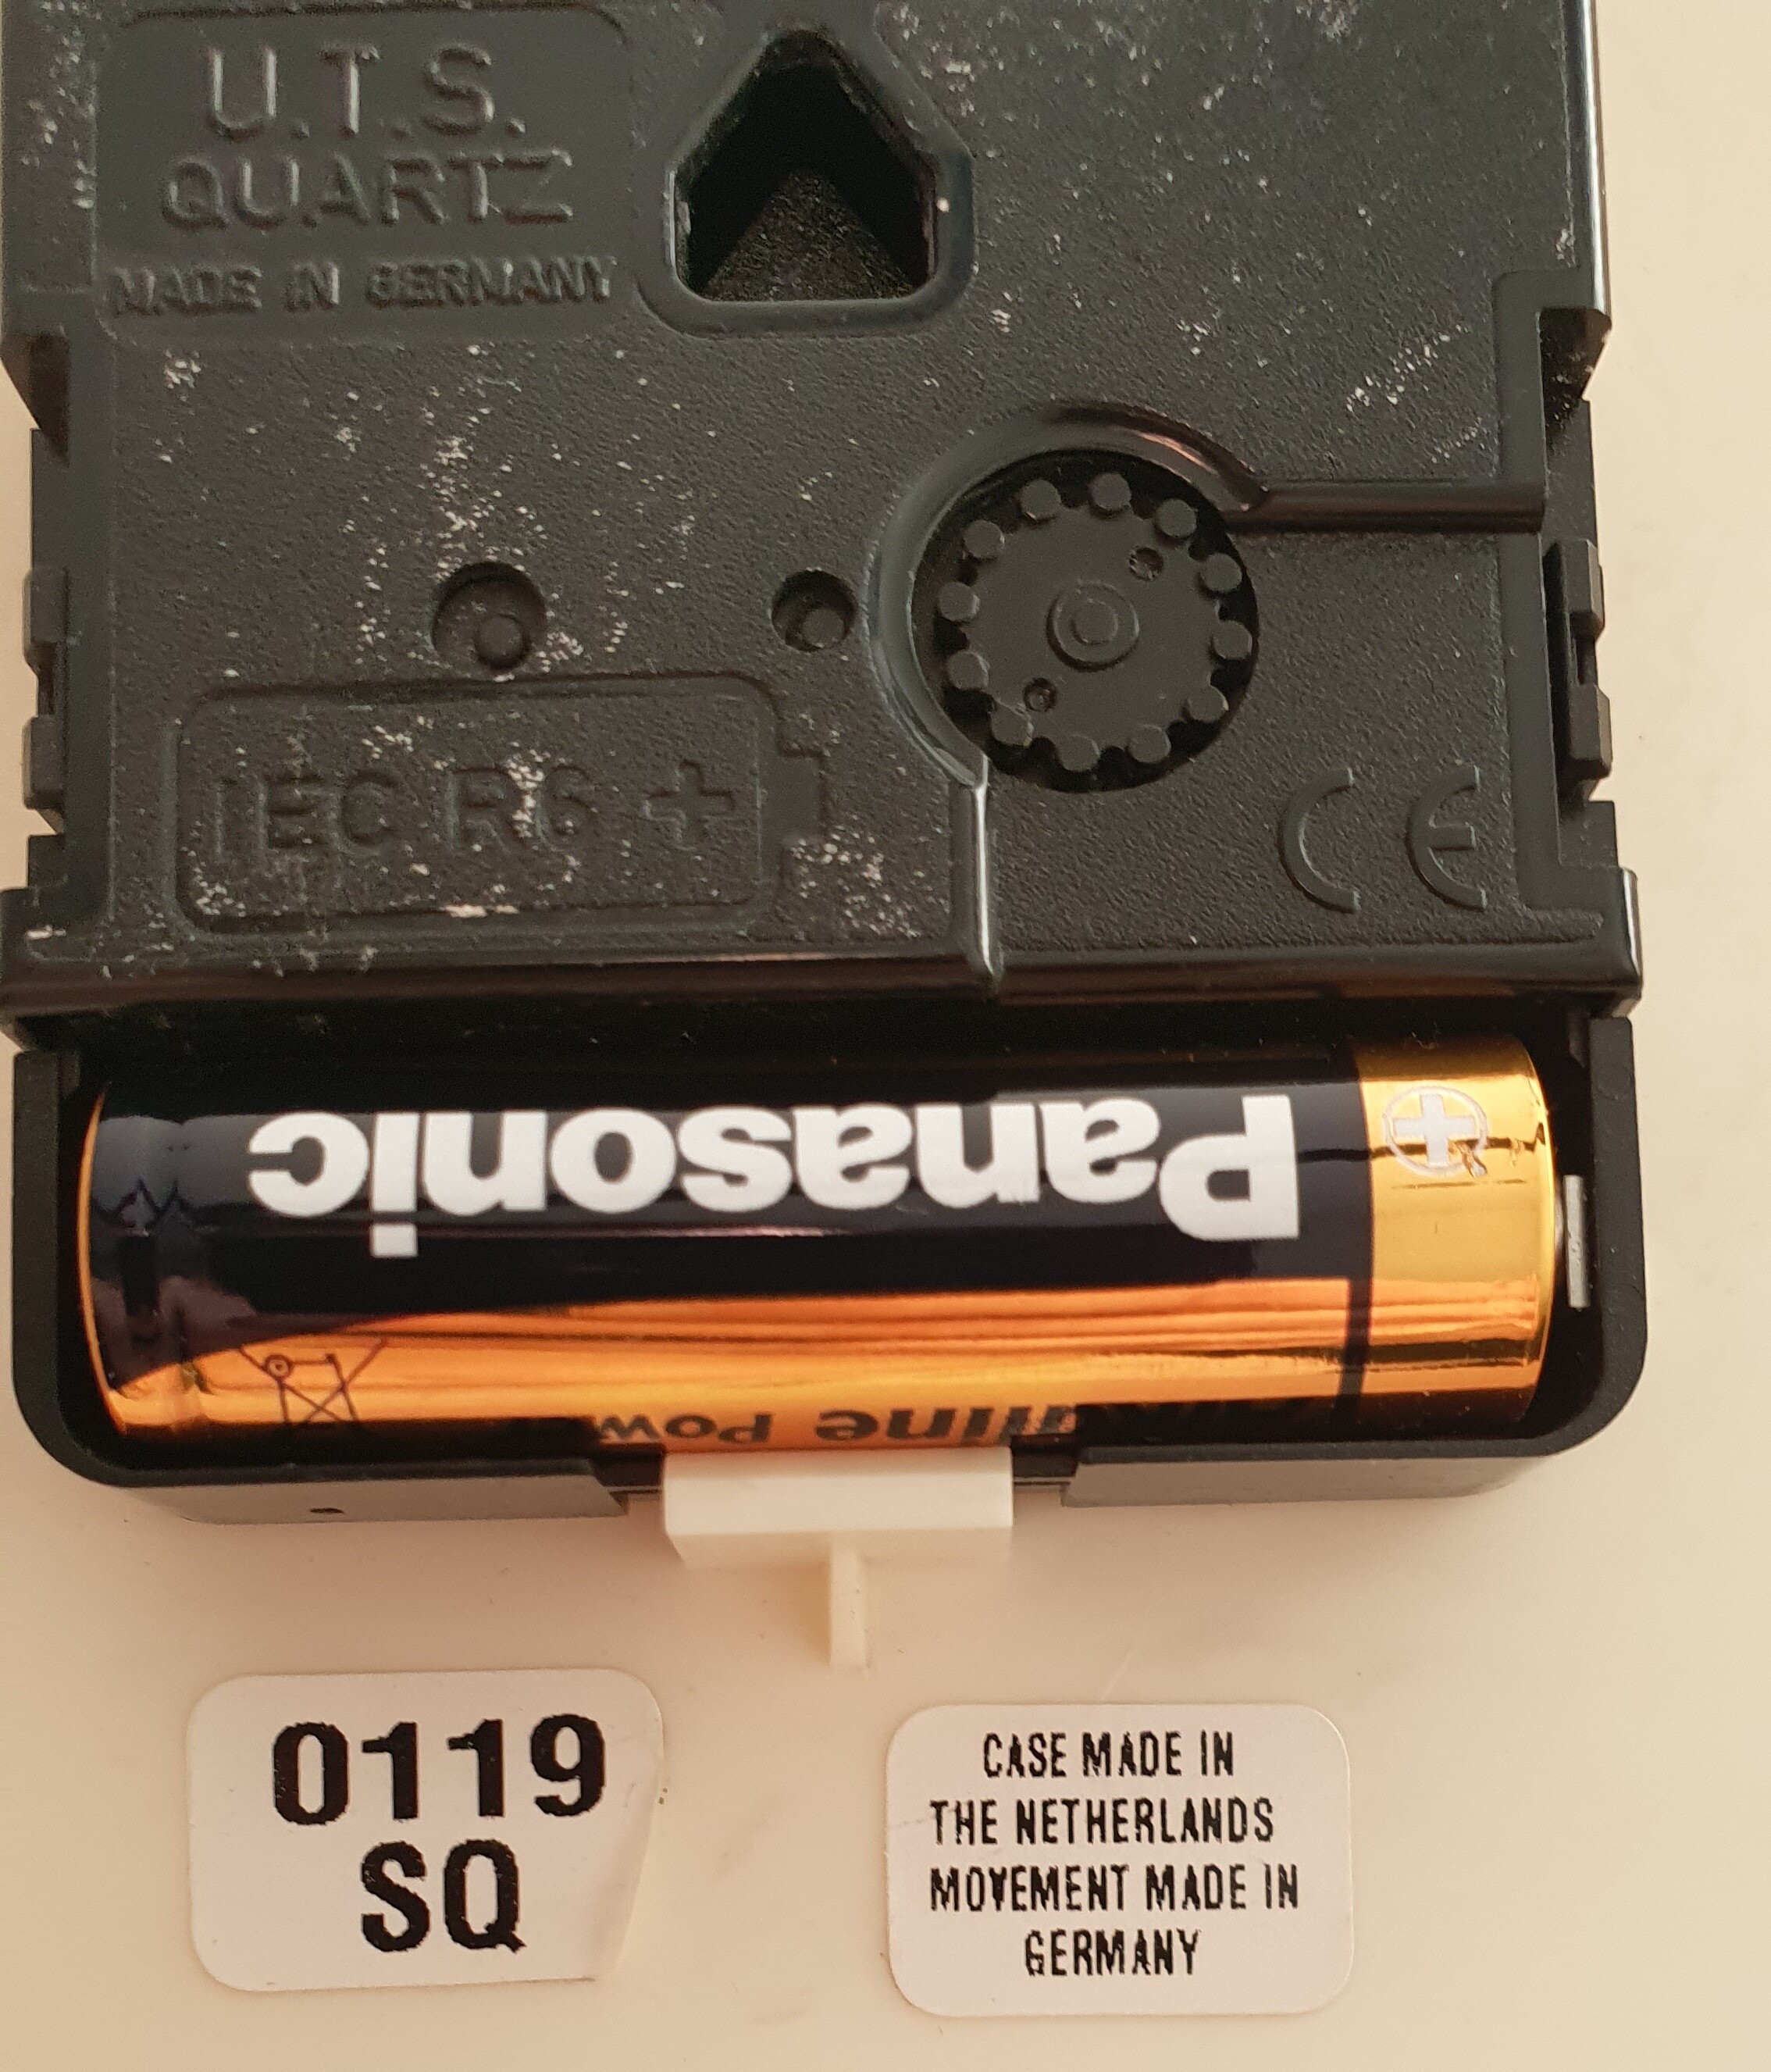 U.T.S.
QUARTZ
MADE IN GERMANY
IEC R6 +
CE
Panasonic
0119
SQ
CASE MADE IN
THE NETHERLANDS
MOVEMENT MADE IN
GERMANY